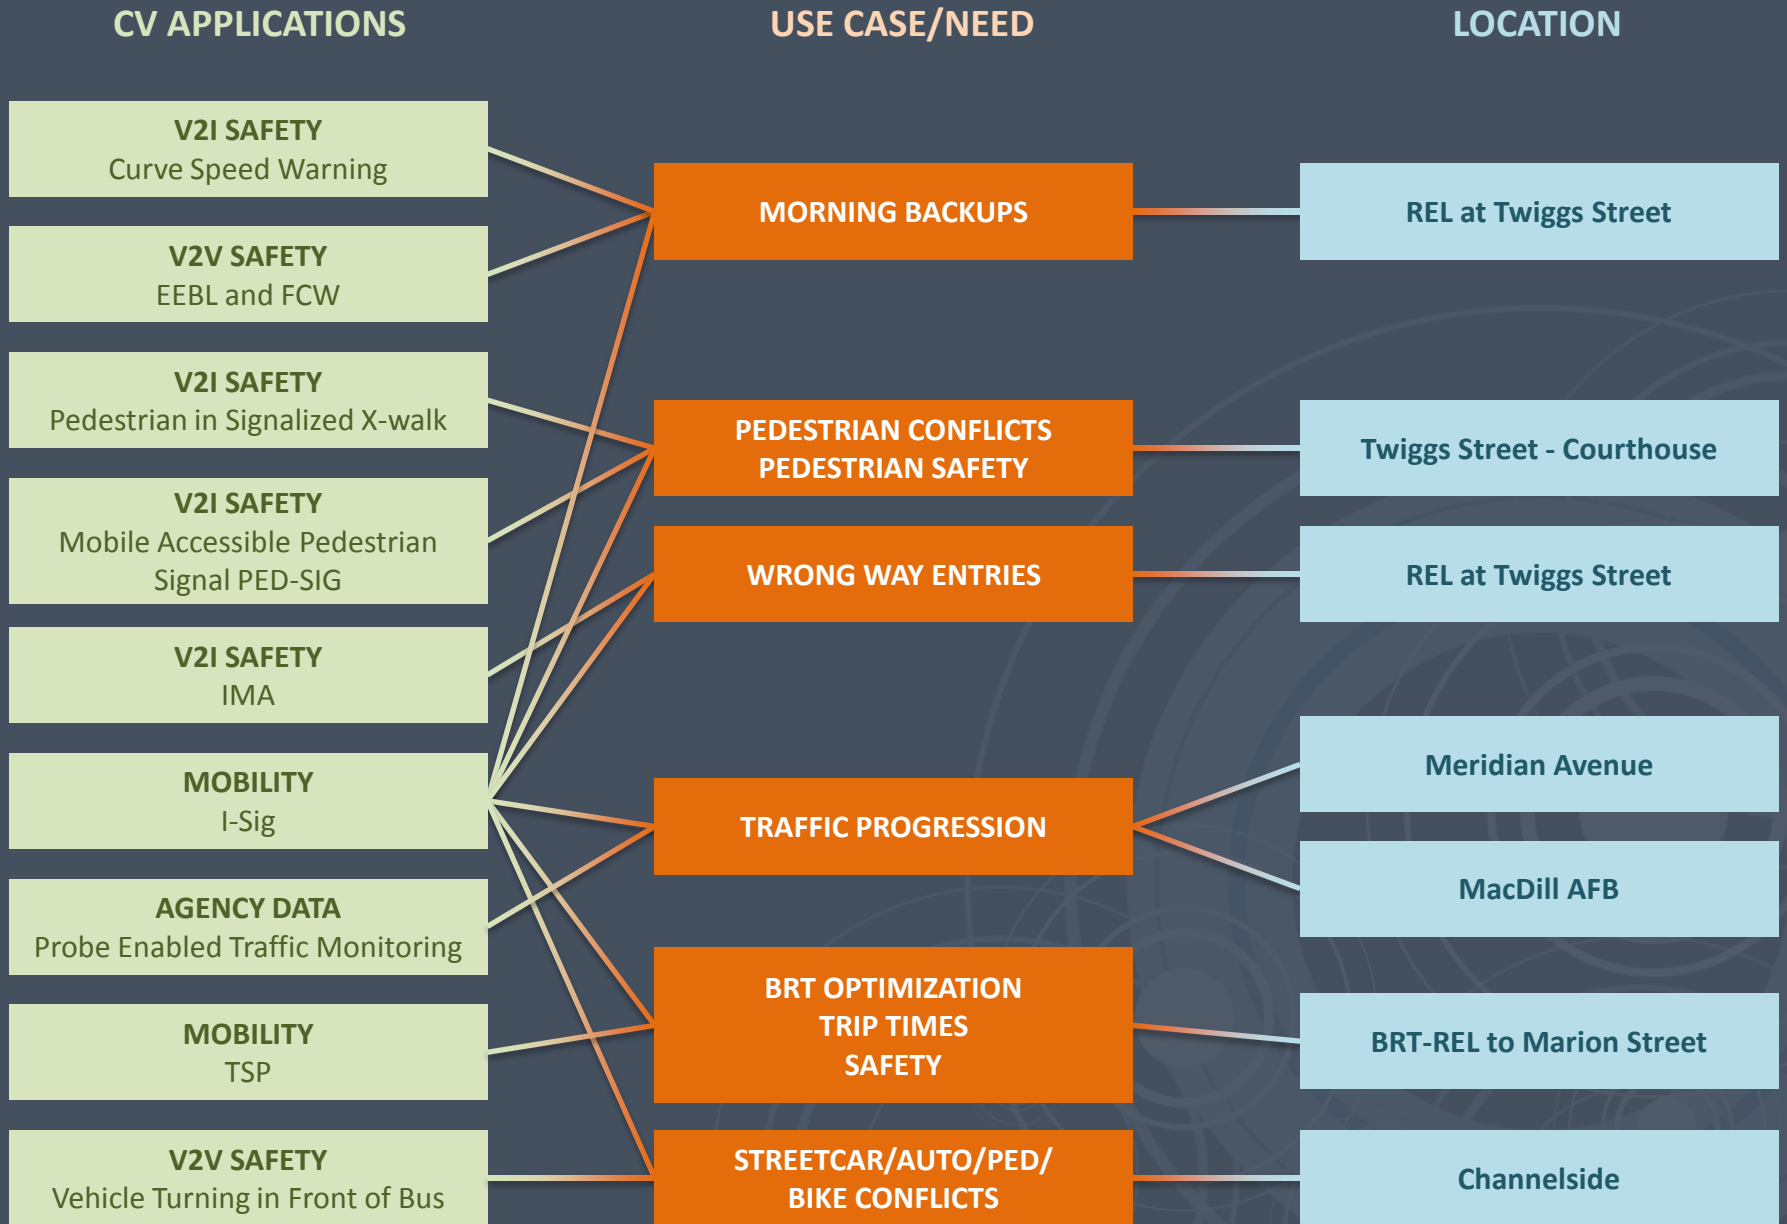 CV APPLICATIONS
USE CASE/NEED
LOCATION
V2I SAFETY
Curve Speed Warning
V2V SAFETY
EEBL and FCW
V2I SAFETY
Pedestrian in Signalized X-walk
V2I SAFETY
Mobile Accessible Pedestrian
Signal PED-SIG
V2I SAFETY
IMA
MOBILITY
I-Sig
AGENCY DATA
Probe Enabled Traffic Monitoring
MOBILITY
TSP
V2V SAFETY
Vehicle Turning in Front of Bus
MORNING BACKUPS
PEDESTRIAN CONFLICTS
PEDESTRIAN SAFETY
WRONG WAY ENTRIES
TRAFFIC PROGRESSION
BRT OPTIMIZATION
TRIP TIMES
SAFETY
STREETCAR/AUTO/PED/
BIKE CONFLICTS
REL at Twiggs Street
Twiggs Street - Courthouse
REL at Twiggs Street
Meridian Avenue
MacDill AFB
BRT-REL to Marion Street
Channelside